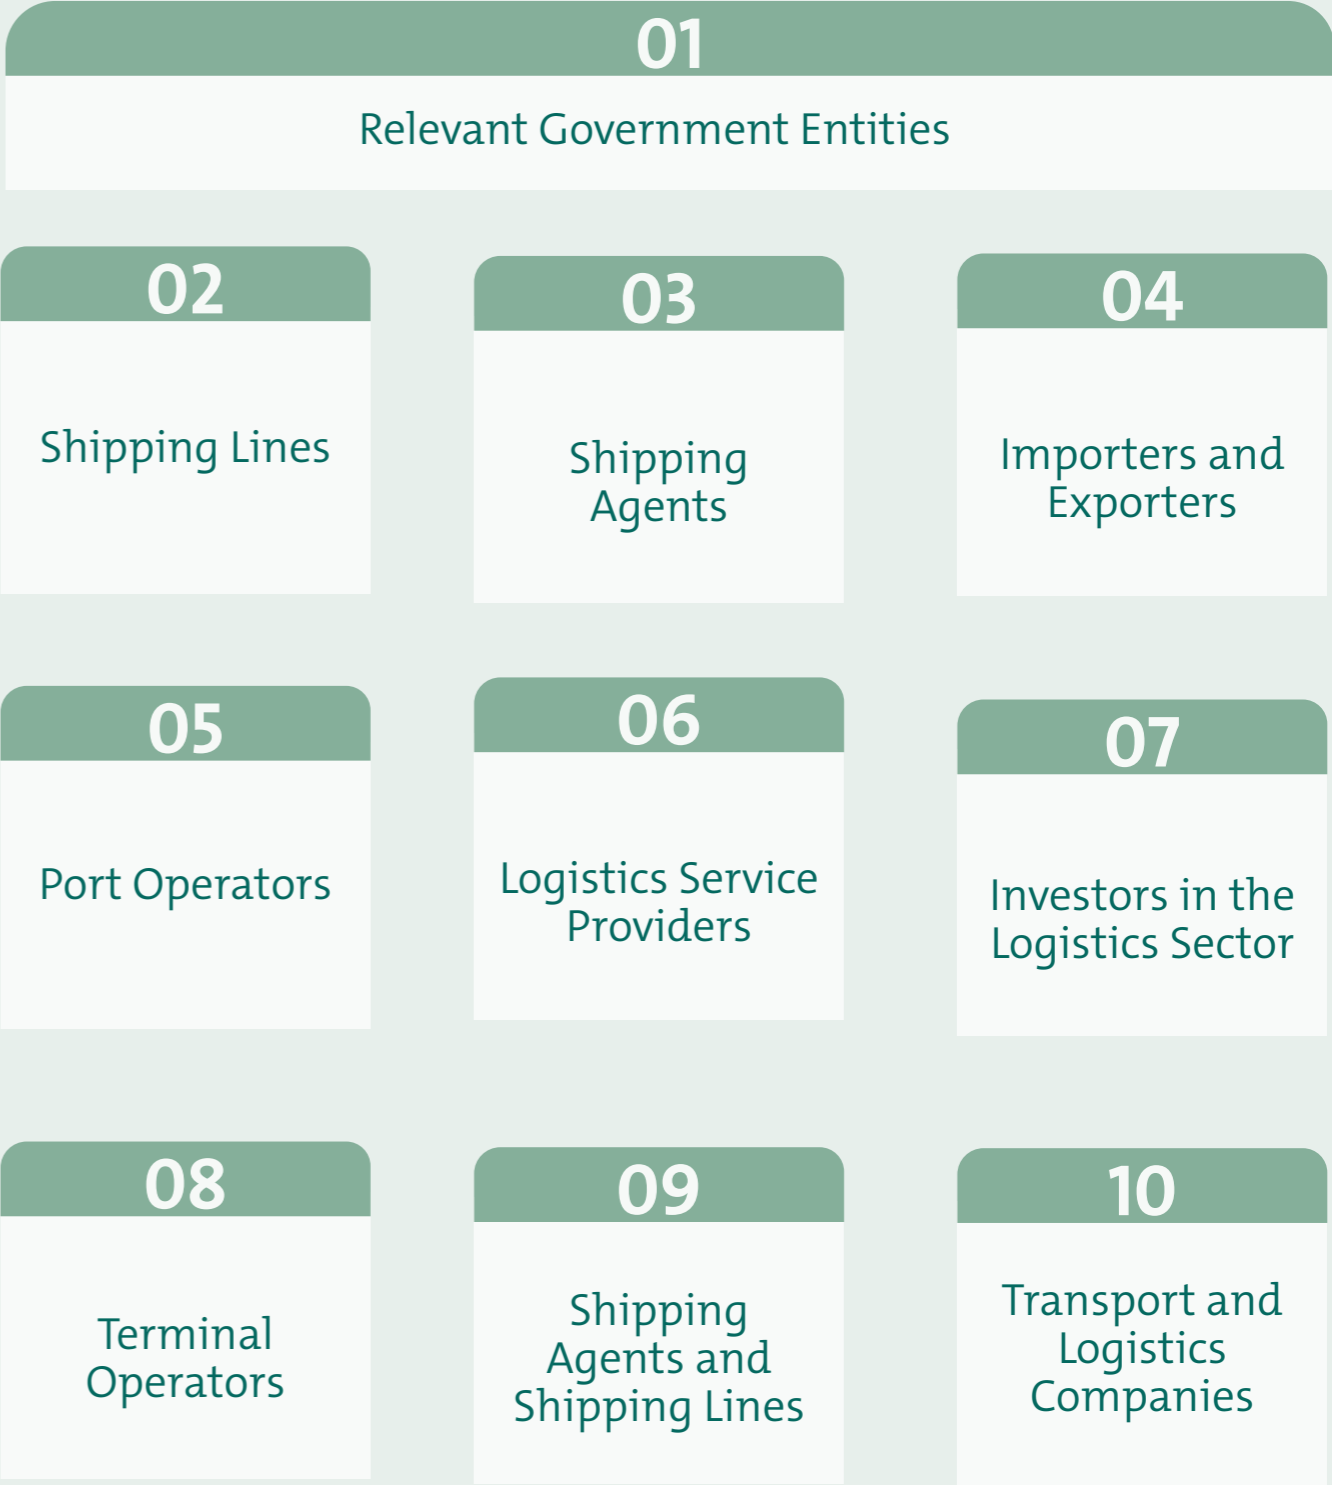 01
Relevant Government Entities
02
Shipping Lines
03
Shipping
Agents
04
Importers and
Exporters
05
Port Operators
06
Logistics Service
Providers
07
Investors in the
Logistics Sector
08
Terminal
Operators
09
Shipping
Agents and
Shipping Lines
10
Transport and
Logistics
Companies